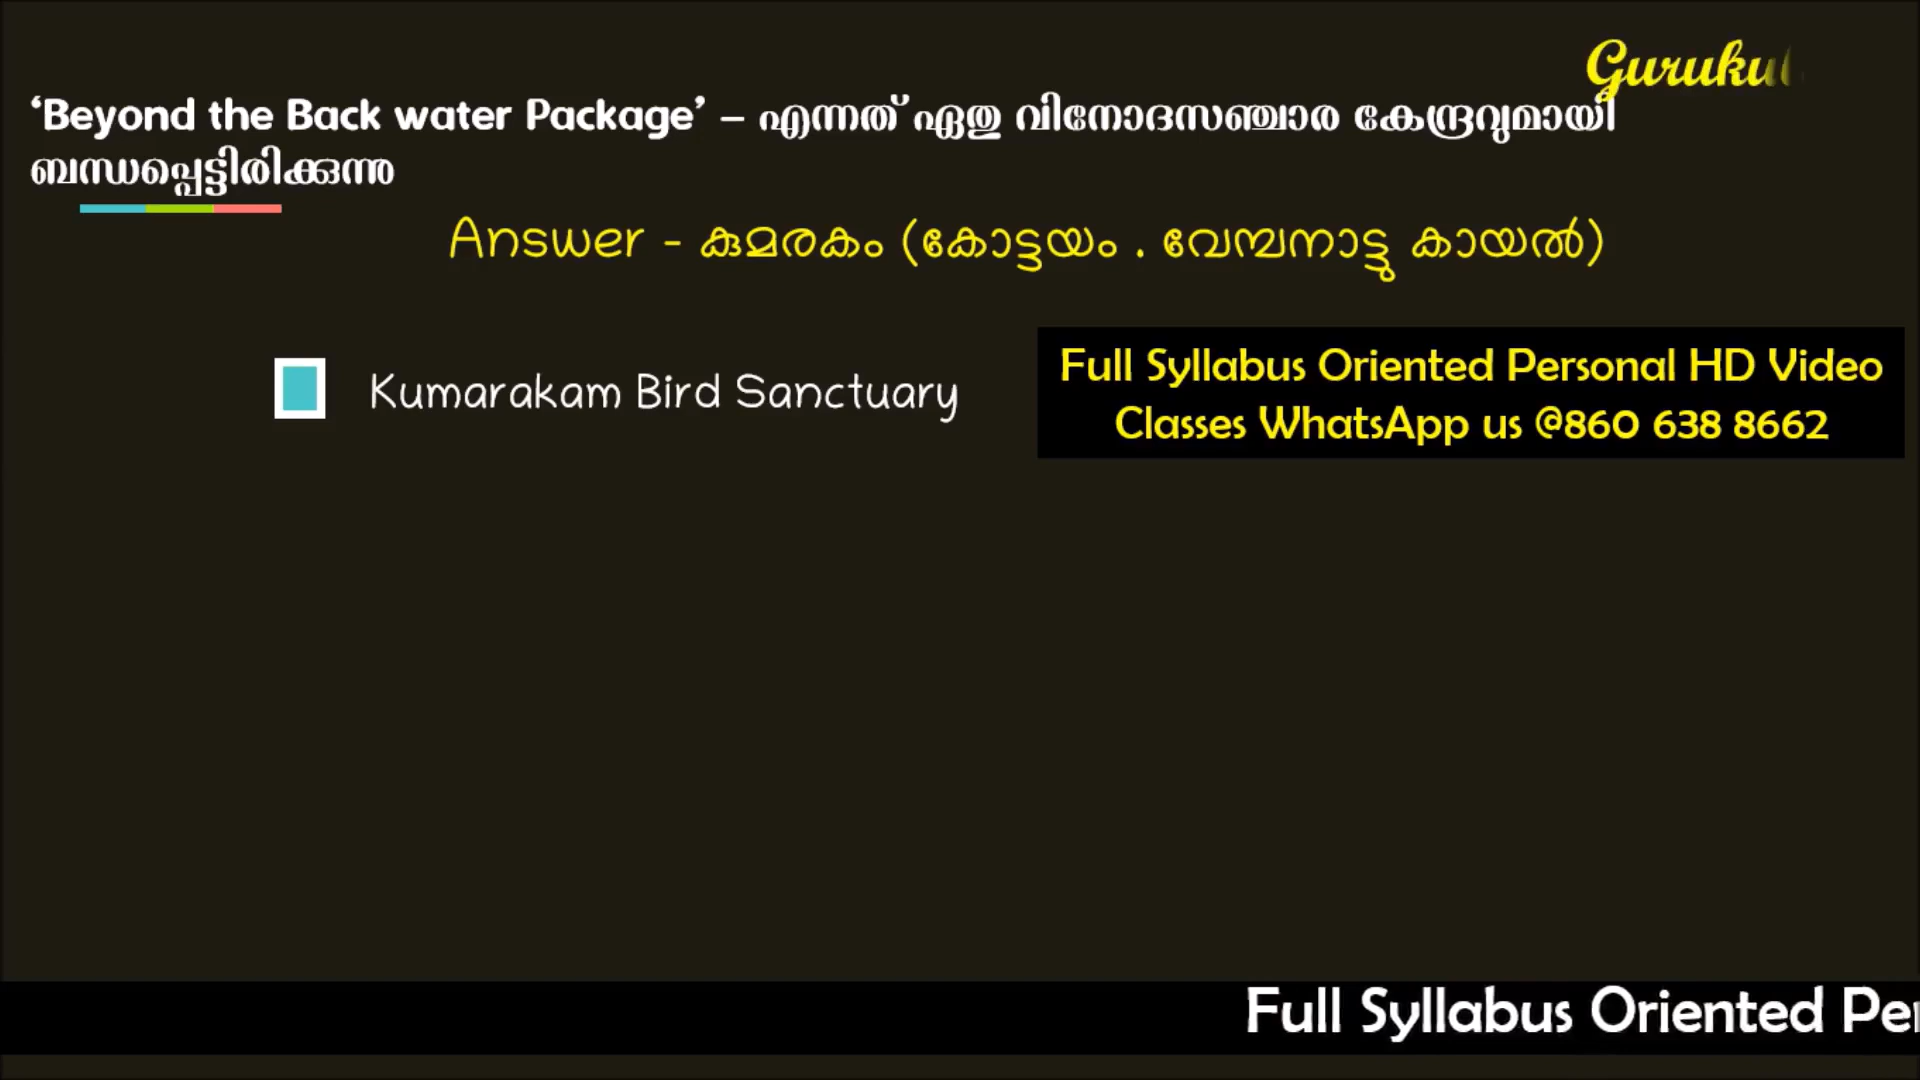 Guruku
‘Beyond the Back water Package’ – എന്നത് ഏതു വിനോദസഞ്ചാര കേന്ദ്രവുമായി
ബന്ധപ്പെട്ടിരിക്കുന്നു
Answer - കുമരകം (കോട്ടയം . വേമ്പനാട്ടു കായൽ)
Kumarakam Bird Sanctuary
Full Syllabus Oriented Personal HD Video
Classes WhatsApp us @860 638 8662
Full Syllabus Oriented Per